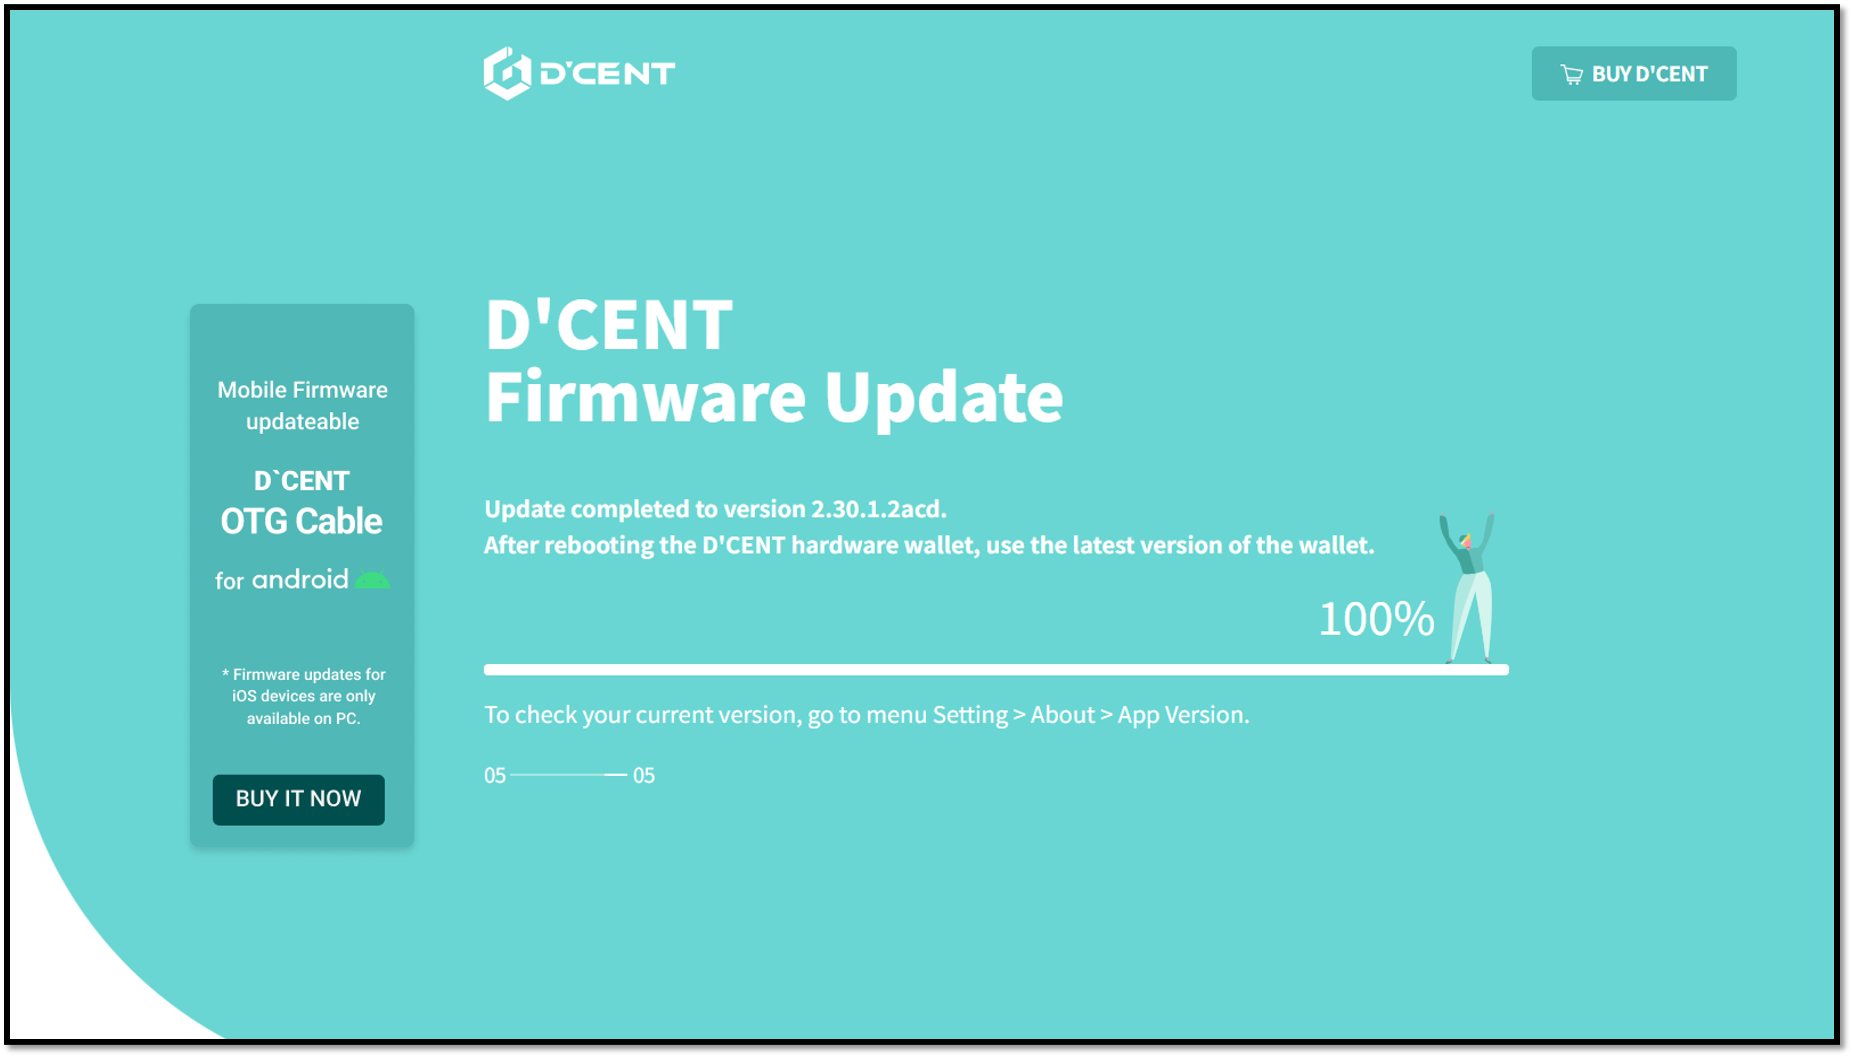 D'CENT
BUY D'CENT
Mobile Firmware
updateable
D`CENT
OTG Cable
for android
* Firmware updates for
iOS devices are only
available on PC.
BUY IT NOW
D'CENT
Firmware Update
Update completed to version 2.30.1.2acd.
After rebooting the D'CENT hardware wallet, use the latest version of the wallet.
100%
To check your current version, go to menu Setting > About > App Version.
05 05